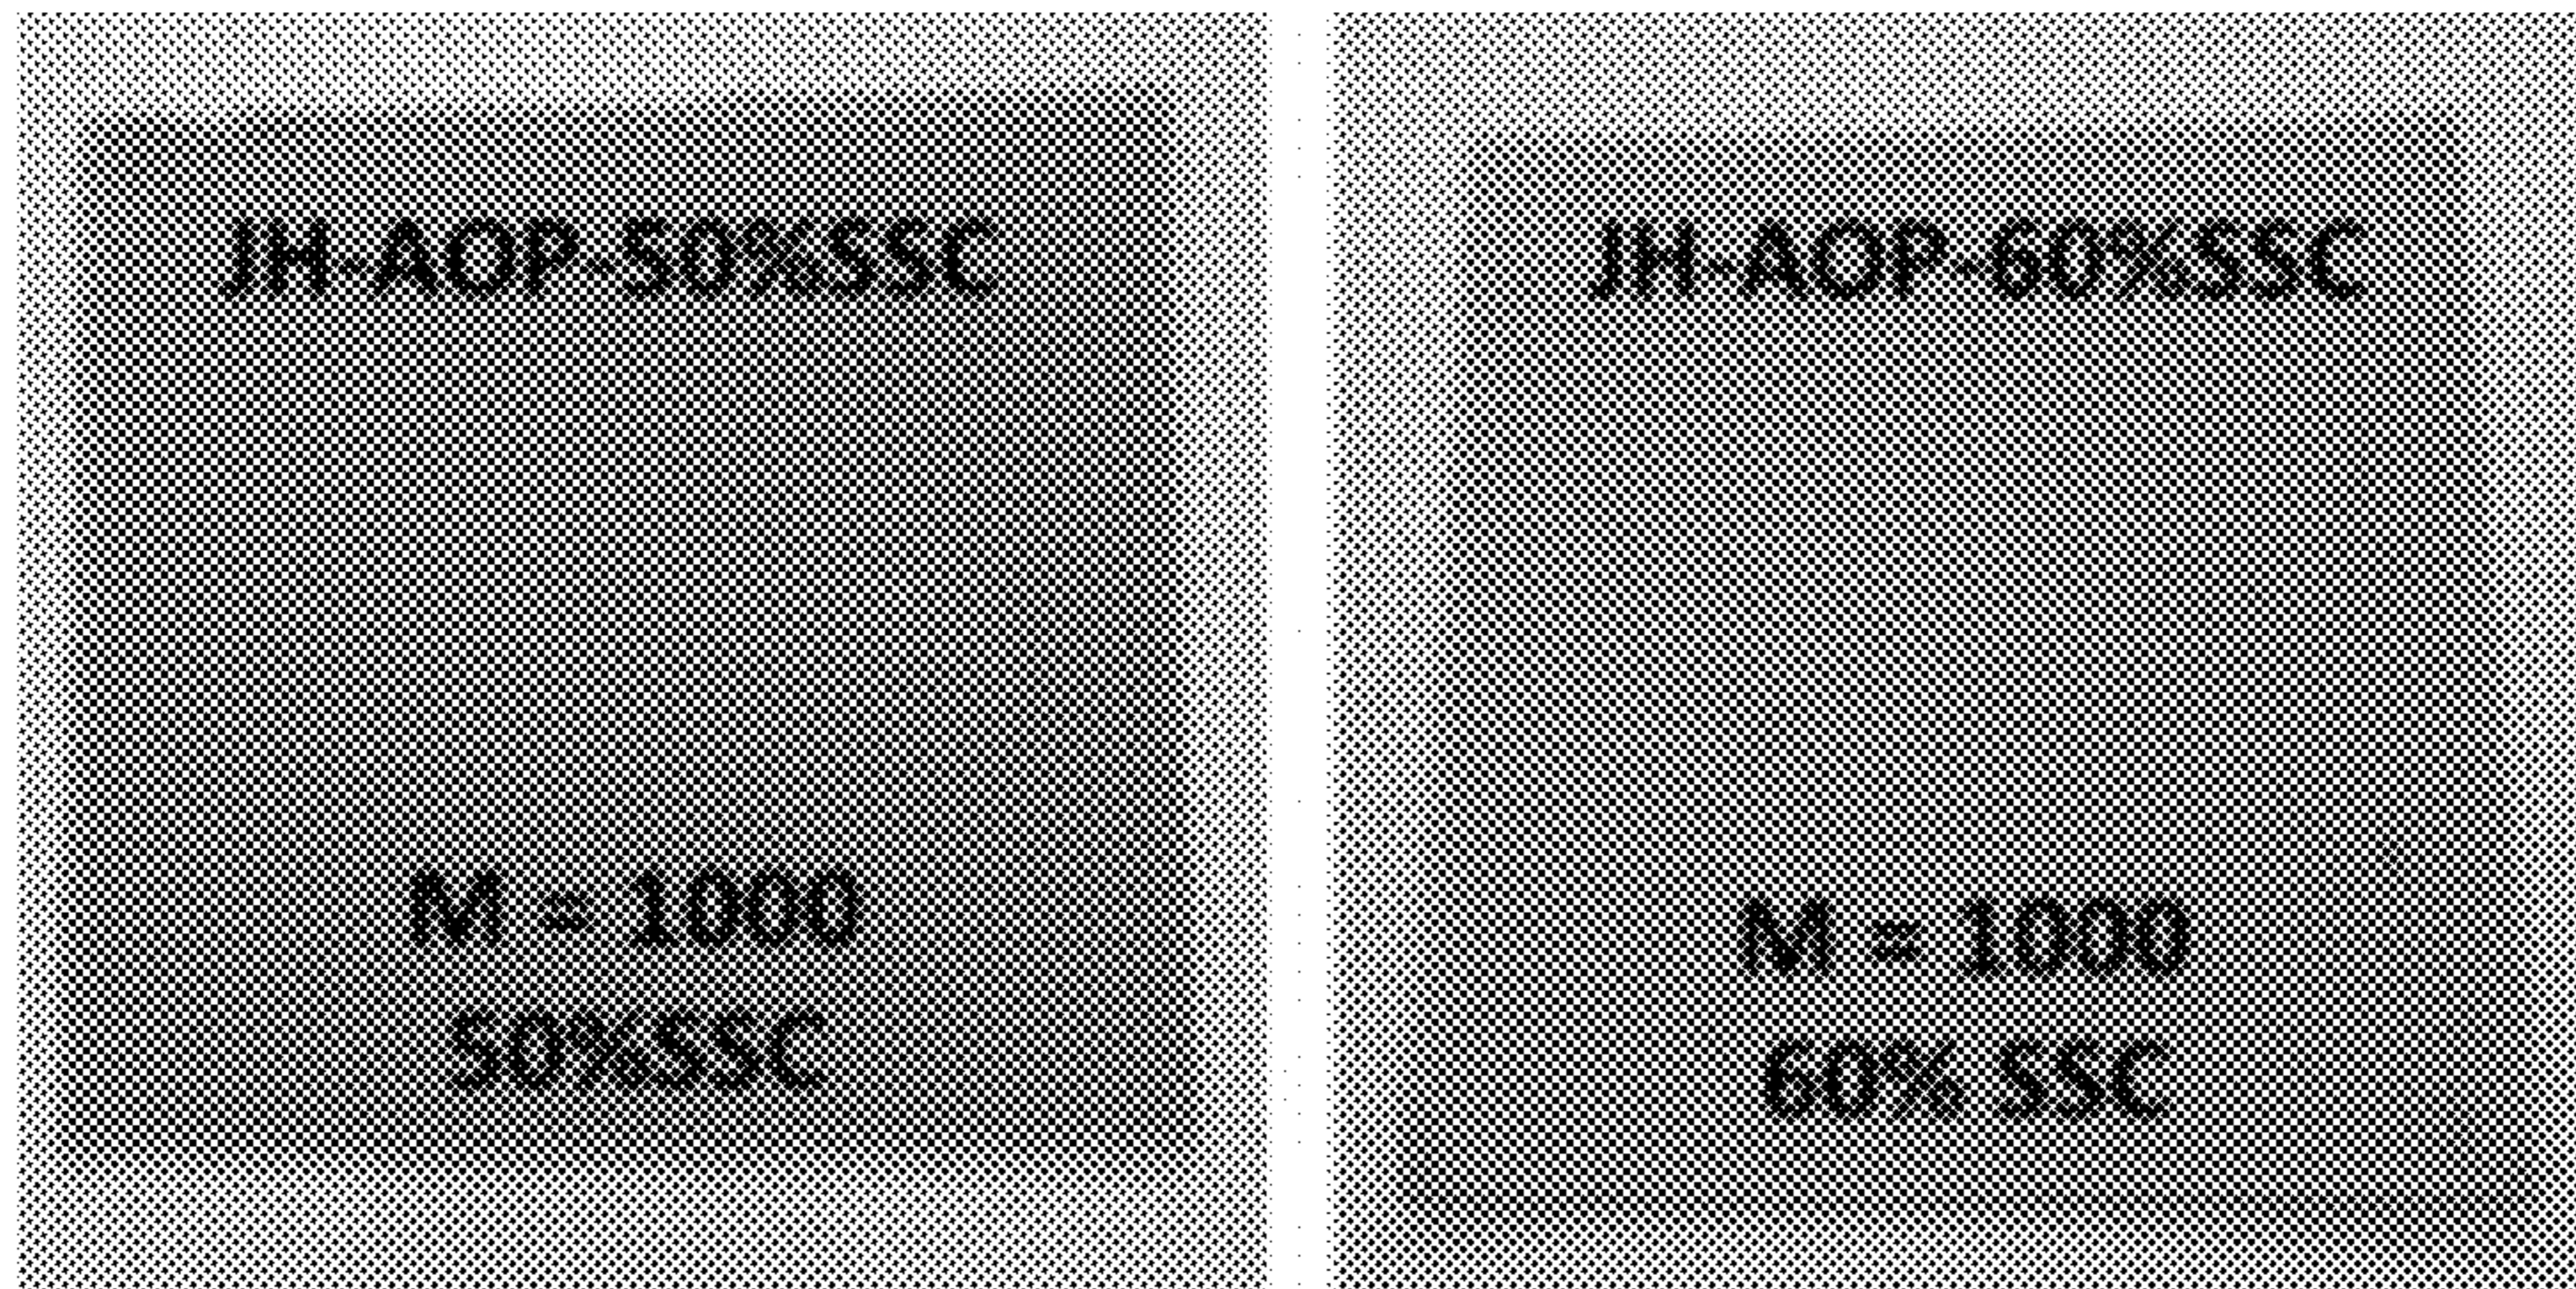 JH-AOP-50%SSC
M = 1000
50%SSC
JH-AOP-60%SSC
M = 1000
60% SSC